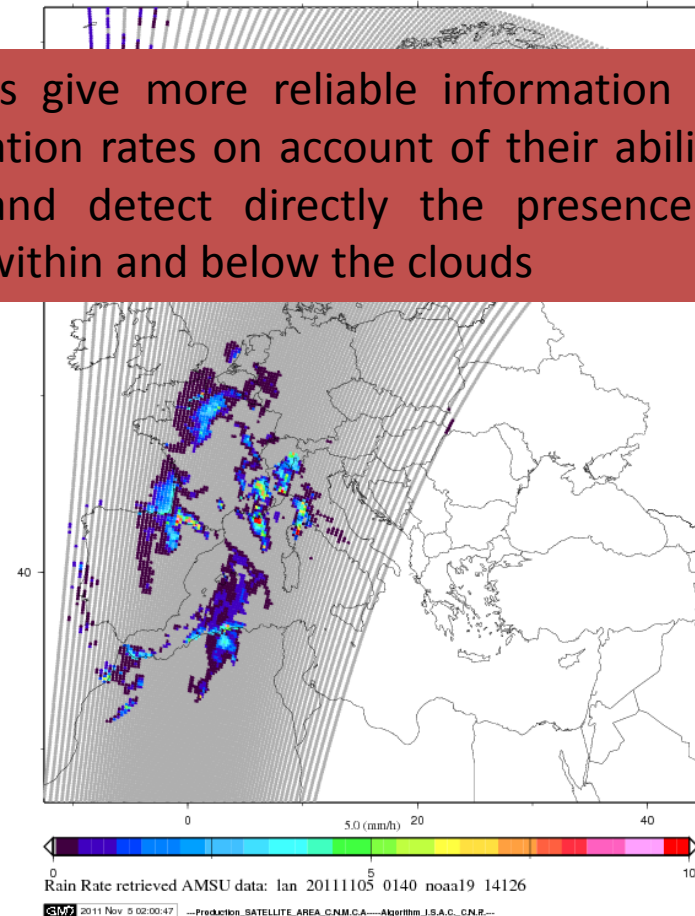 s give more reliable information
ation rates on account of their abili
and detect directly the presence
within and below the clouds
40
0 20 40
5.0 (mm/h)
0 5 10
Rain Rate retrieved AMSU data: lan 20111105 0140 noaa19 14126
GMD 2011 Nov 5 02:00:47 ---Production_SATELLITE_AREA_C.N.M.C.A-----Algorithm_I.S.A.C._C.N.R.---